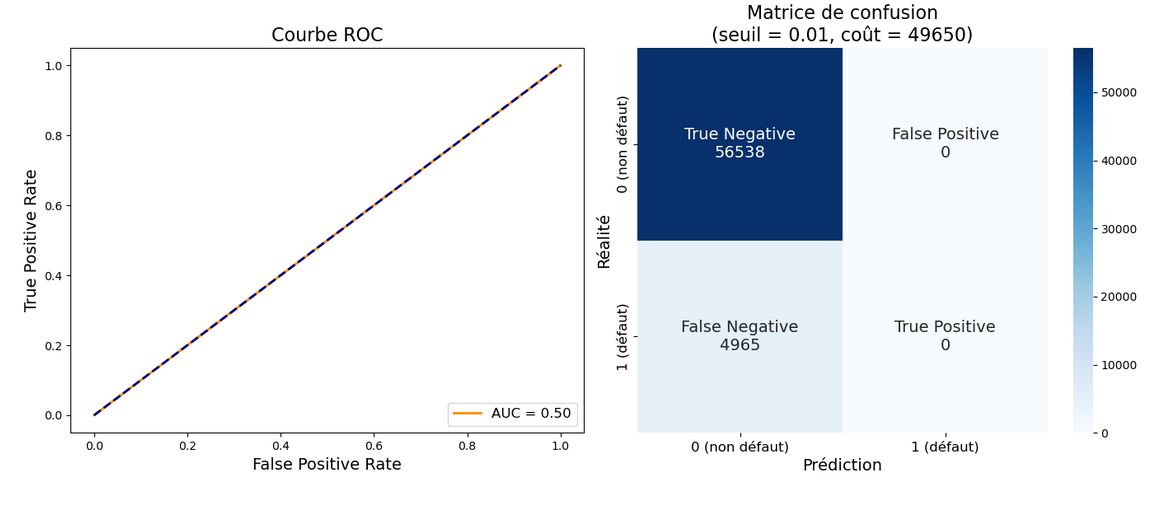 Courbe ROC
True Positive Rate
1.0
0.8
0.6
0.4
0.2
0.0
0.0
0.2
0.4
0.6
0.8
1.0
False Positive Rate
AUC = 0.50
Matrice de confusion
(seuil = 0.01, coût = 49650)
Réalité
0 (non défaut)
1 (défaut)
True Negative
56538
False Positive
0
False Negative
4965
True Positive
0
0 (non défaut)
1 (défaut)
Prédiction
50000
40000
30000
20000
10000
0